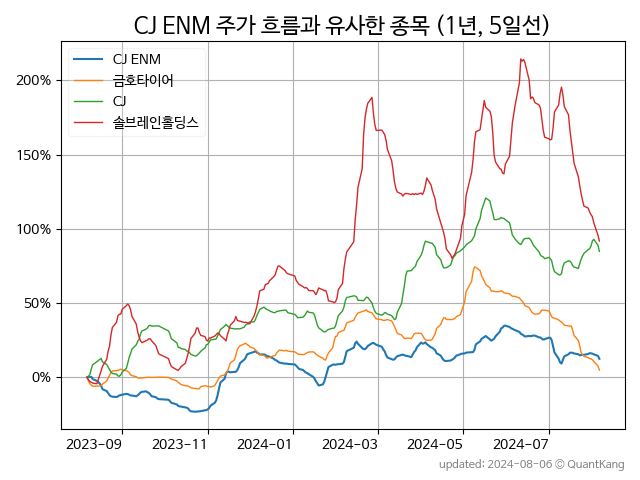 CJ ENM 주가 흐름과 유사한 종목 (1년, 5일선)
CJ ENM
금호타이어
CJ
솔브레인홀딩스
200%
150%
100%
50%
0%
2023-09 2023-11 2024-01 2024-03 2024-05 2024-07
updated: 2024-08-06 © QuantKang